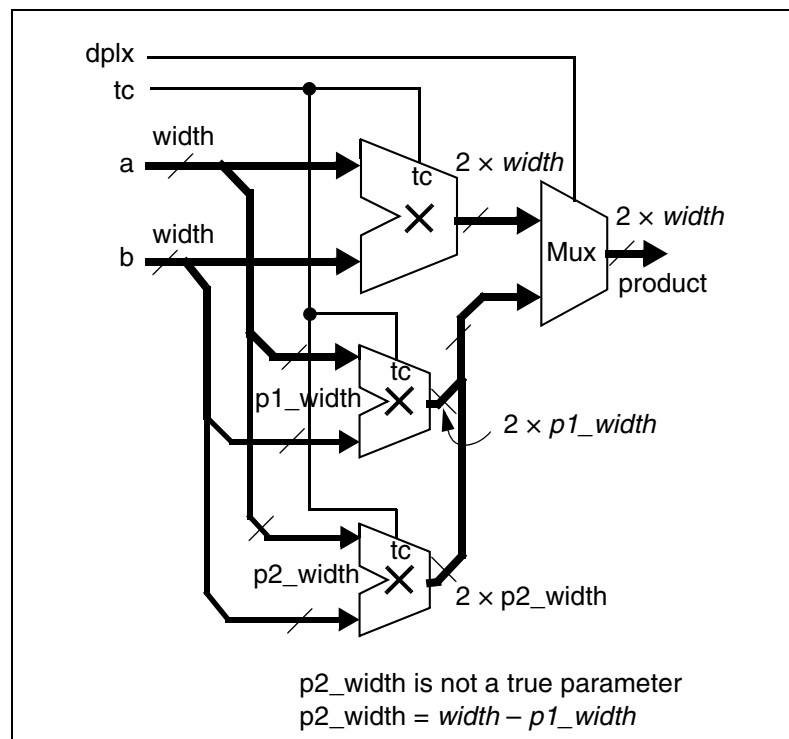 dplx
tc
width
a
tc
2 × width
width
b
×
Mux
2 × width
product
tc
p1_width
×
2 × p1_width
tc
p2_width
×
2 × p2_width
p2_width is not a true parameter
p2_width = width – p1_width